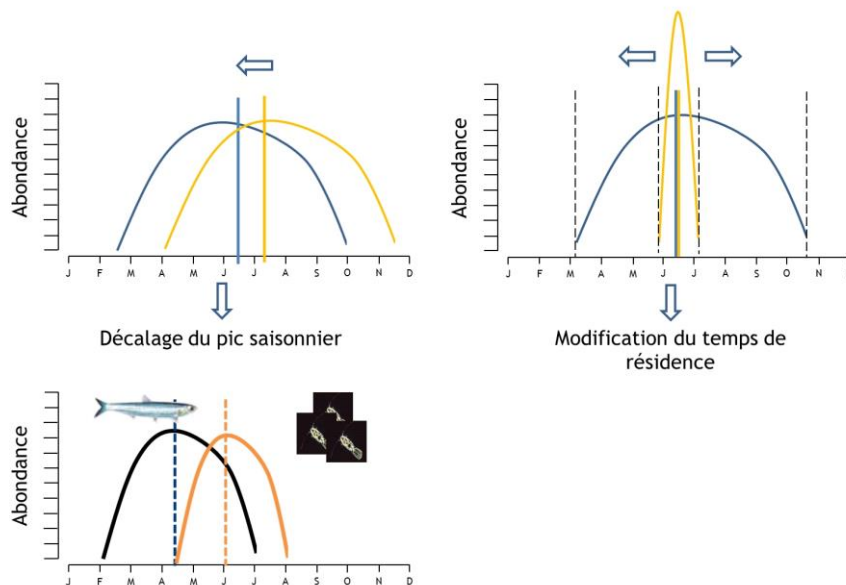 Abondance
J F M A M J J A S O N D
Décalage du pic saisonnier
Abondance
J F M A M J J A S O N
Modification du temps de
résidence
Abondance
J F M A M J J A S O N D